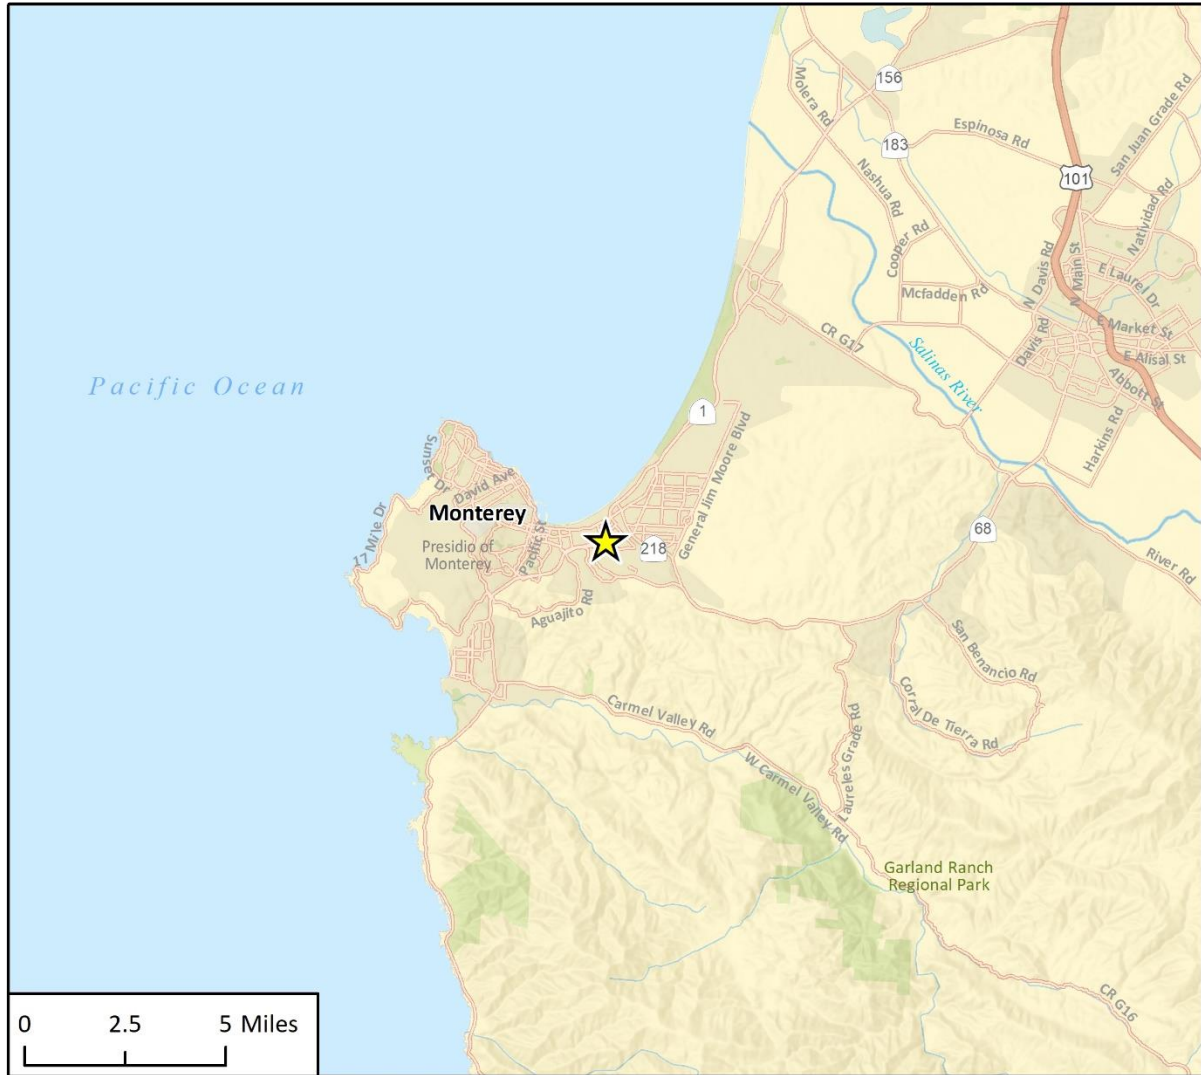 156
Molera Rd
183
Espinosa Rd
San Juan Grade Rd
101
Nashua Rd
Natividad Rd
Cooper Rd
N Davis Rd
N Main St
E Laurel Dr
Mcfadden Rd
CR G17
Davis Rd
E Market St
E Alisal St
Salinas River
Abbott St
Pacific Ocean
1
General Jim Moore Blvd
Harkins Rd
Sunset Dr
David Ave
Monterey
17 Mile Dr
Pacific St
Presidio of
Monterey
218
68
River Rd
Aguajito Rd
San Benancio Rd
Corral De Tierra Rd
Carmel Valley Rd
Laureles Grade Rd
W Carmel Valley Rd
Garland Ranch
Regional Park
CR G16
0 2.5 5 Miles